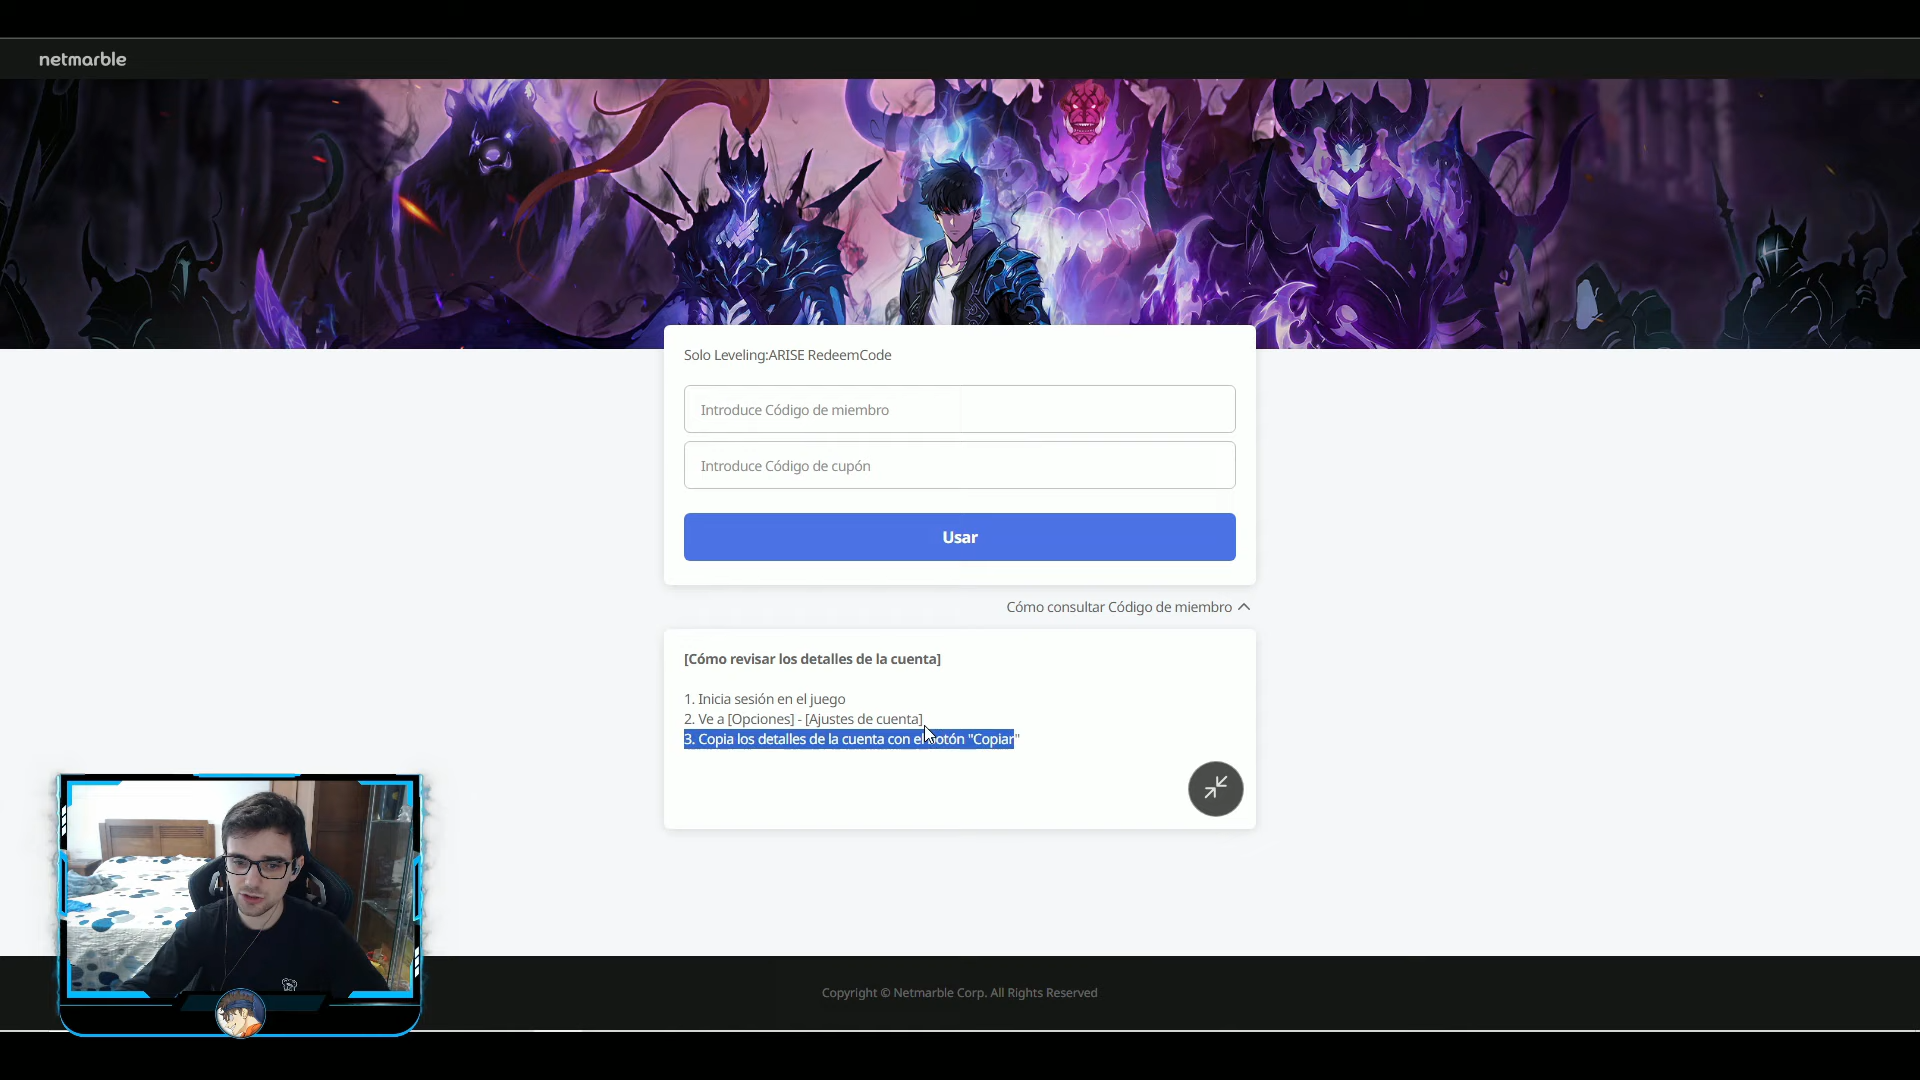 netmarble
Solo Leveling:ARISE RedeemCode
Introduce Código de miembro
Introduce Código de cupón
Usar
Cómo consultar Código de miembro
[Cómo revisar los detalles de la cuenta]
1. Inicia sesión en el juego
2. Ve a [Opciones] - [Ajustes de cuenta]
3. Copia los detalles de la cuenta con el botón "Copiar"
Copyright © Netmarble Corp. All Rights Reserved